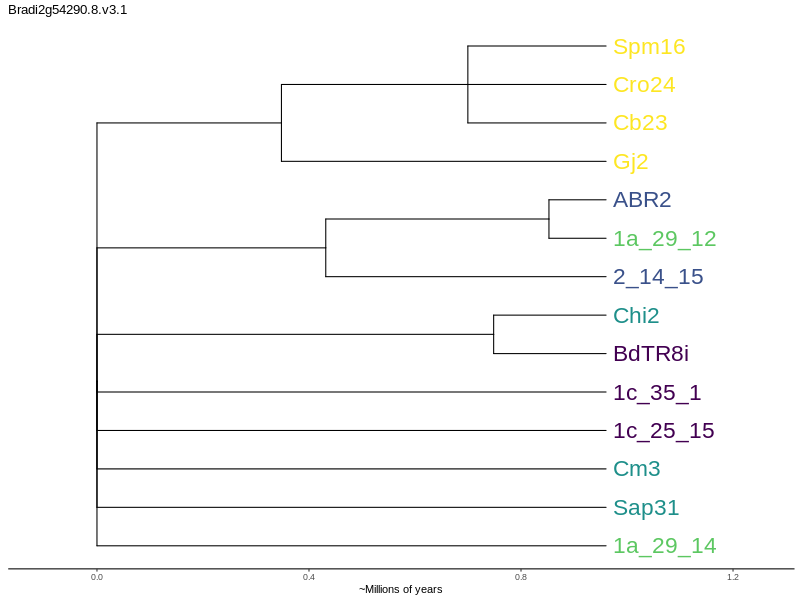 Bradi2g54290.8.v3.1
Spm16
Cro24
Cb23
Gj2
ABR2
1a_29_12
2_14_15
Chi2
BdTR8i
1c_35_1
1c_25_15
Cm3
Sap31
1a_29_14
0.0 0.4 0.8 1.2
~Millions of years